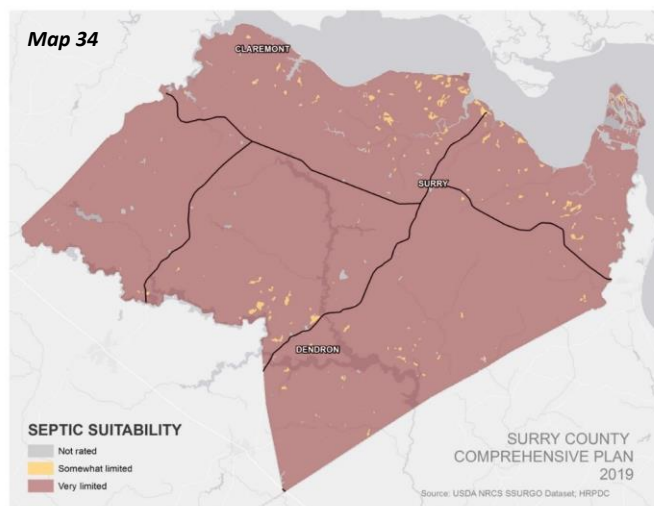 Map 34
CLAREMONT
SURRY
DENDRON
SEPTIC SUITABILITY
Not rated
Somewhat limited
Very limited
SURRY COUNTY
COMPREHENSIVE PLAN
2019
Source: USDA NRCS SSURGO Dataset; HRPDC